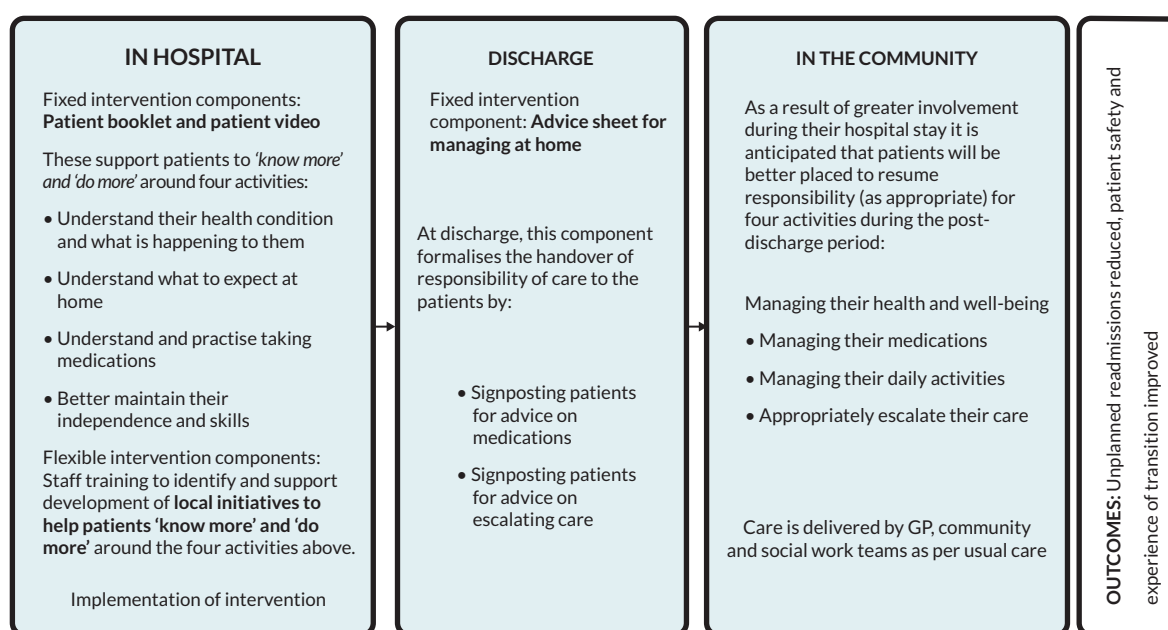 IN HOSPITAL
Fixed intervention components:
Patient booklet and patient video
These support patients to ‘know more’
and ‘do more’ around four activities:
• Understand their health condition
and what is happening to them
• Understand what to expect at
home
• Understand and practise taking
medications
• Better maintain their
independence and skills
Flexible intervention components:
Staff training to identify and support
development of local initiatives to
help patients ‘know more’ and ‘do
more’ around the four activities above.
Implementation of intervention
DISCHARGE
Fixed intervention
component: Advice sheet for
managing at home
At discharge, this component
formalises the handover of
responsibility of care to the
patients by:
• Signposting patients
for advice on
medications
• Signposting patients
for advice on
escalating care
IN THE COMMUNITY
As a result of greater involvement
during their hospital stay it is
anticipated that patients will be
better placed to resume
responsibility (as appropriate) for
four activities during the post-
discharge period:
Managing their health and well-being
• Managing their medications
• Managing their daily activities
• Appropriately escalate their care
Care is delivered by GP, community
and social work teams as per usual care
OUTCOMES: Unplanned readmissions reduced, patient safety and
experience of transition improved